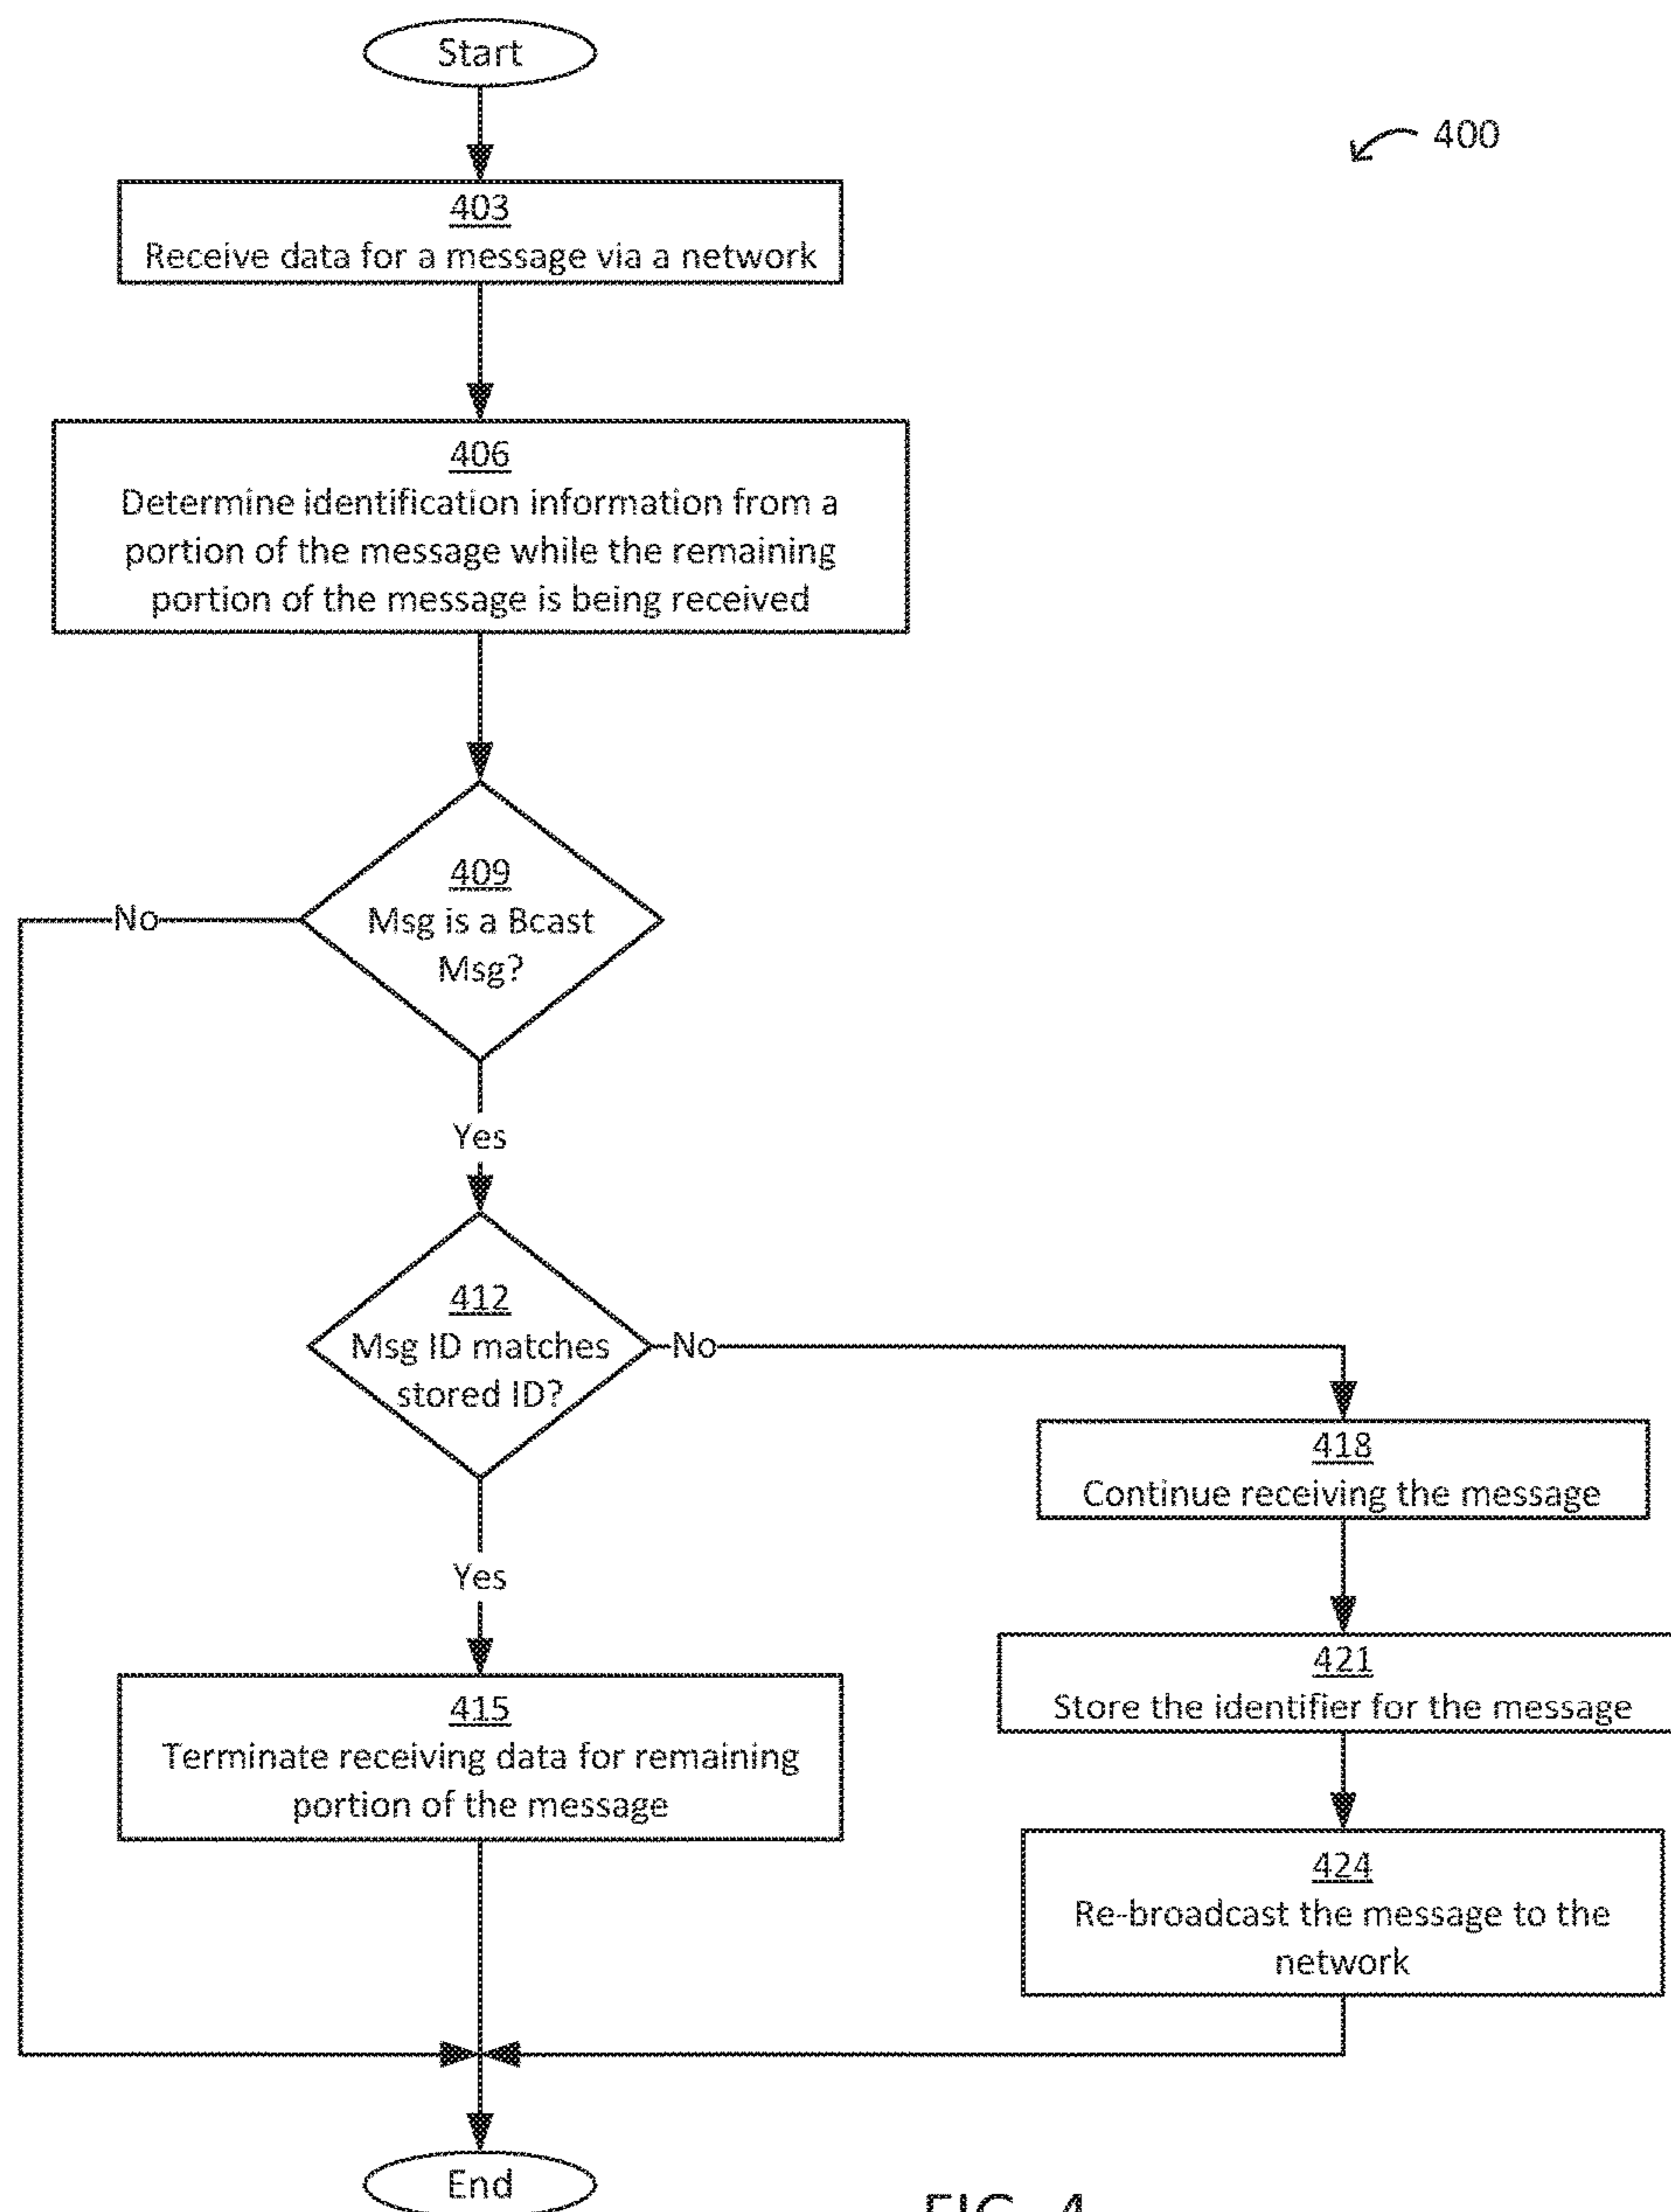 Start
400
403
Receive data for a message via a network
406
Determine identification information from a
portion of the message while the remaining
portion of the message is being received
409
Msg is a Bcast
Msg?
No
Yes
412
Msg ID matches
stored ID?
No
Yes
415
Terminate receiving data for remaining
portion of the message
418
Continue receiving the message
421
Store the identifier for the message
424
Re-broadcast the message to the
network
End
FIG. 4